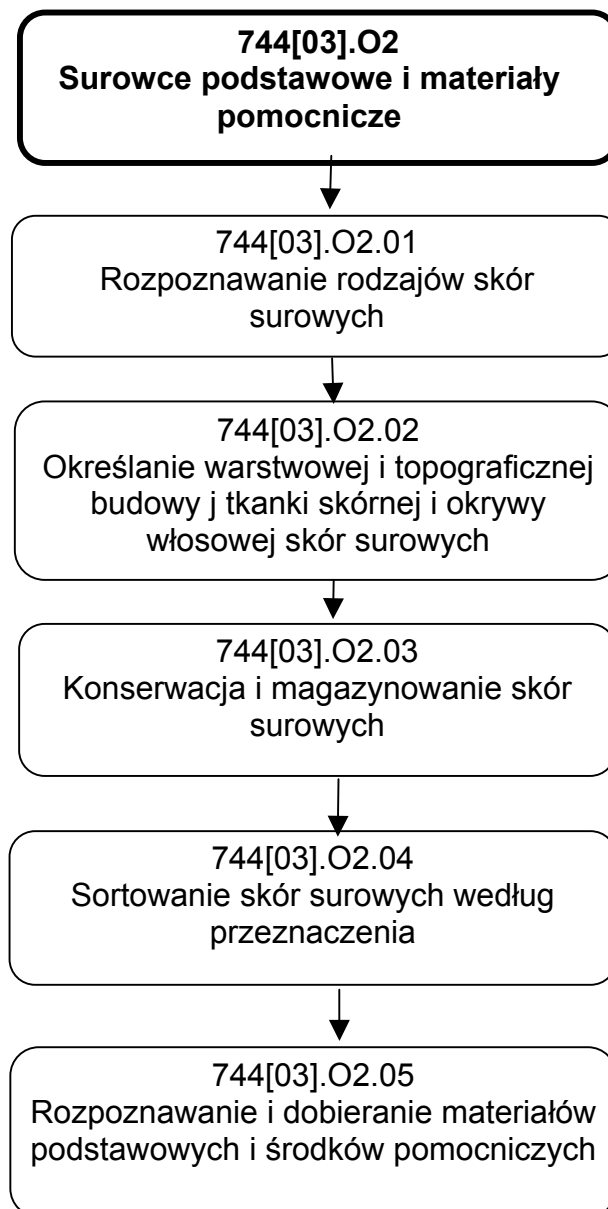 744[03].O2
Surowce podstawowe i materiały
pomocnicze
744[03].O2.01
Rozpoznawanie rodzajów skór
surowych
744[03].O2.02
Określanie warstwowej i topograficznej
budowy j tkanki skórnej i okrywy
włosowej skór surowych
744[03].O2.03
Konserwacja i magazynowanie skór
surowych
744[03].O2.04
Sortowanie skór surowych według
przeznaczenia
744[03].O2.05
Rozpoznawanie i dobieranie materiałów
podstawowych i środków pomocniczych